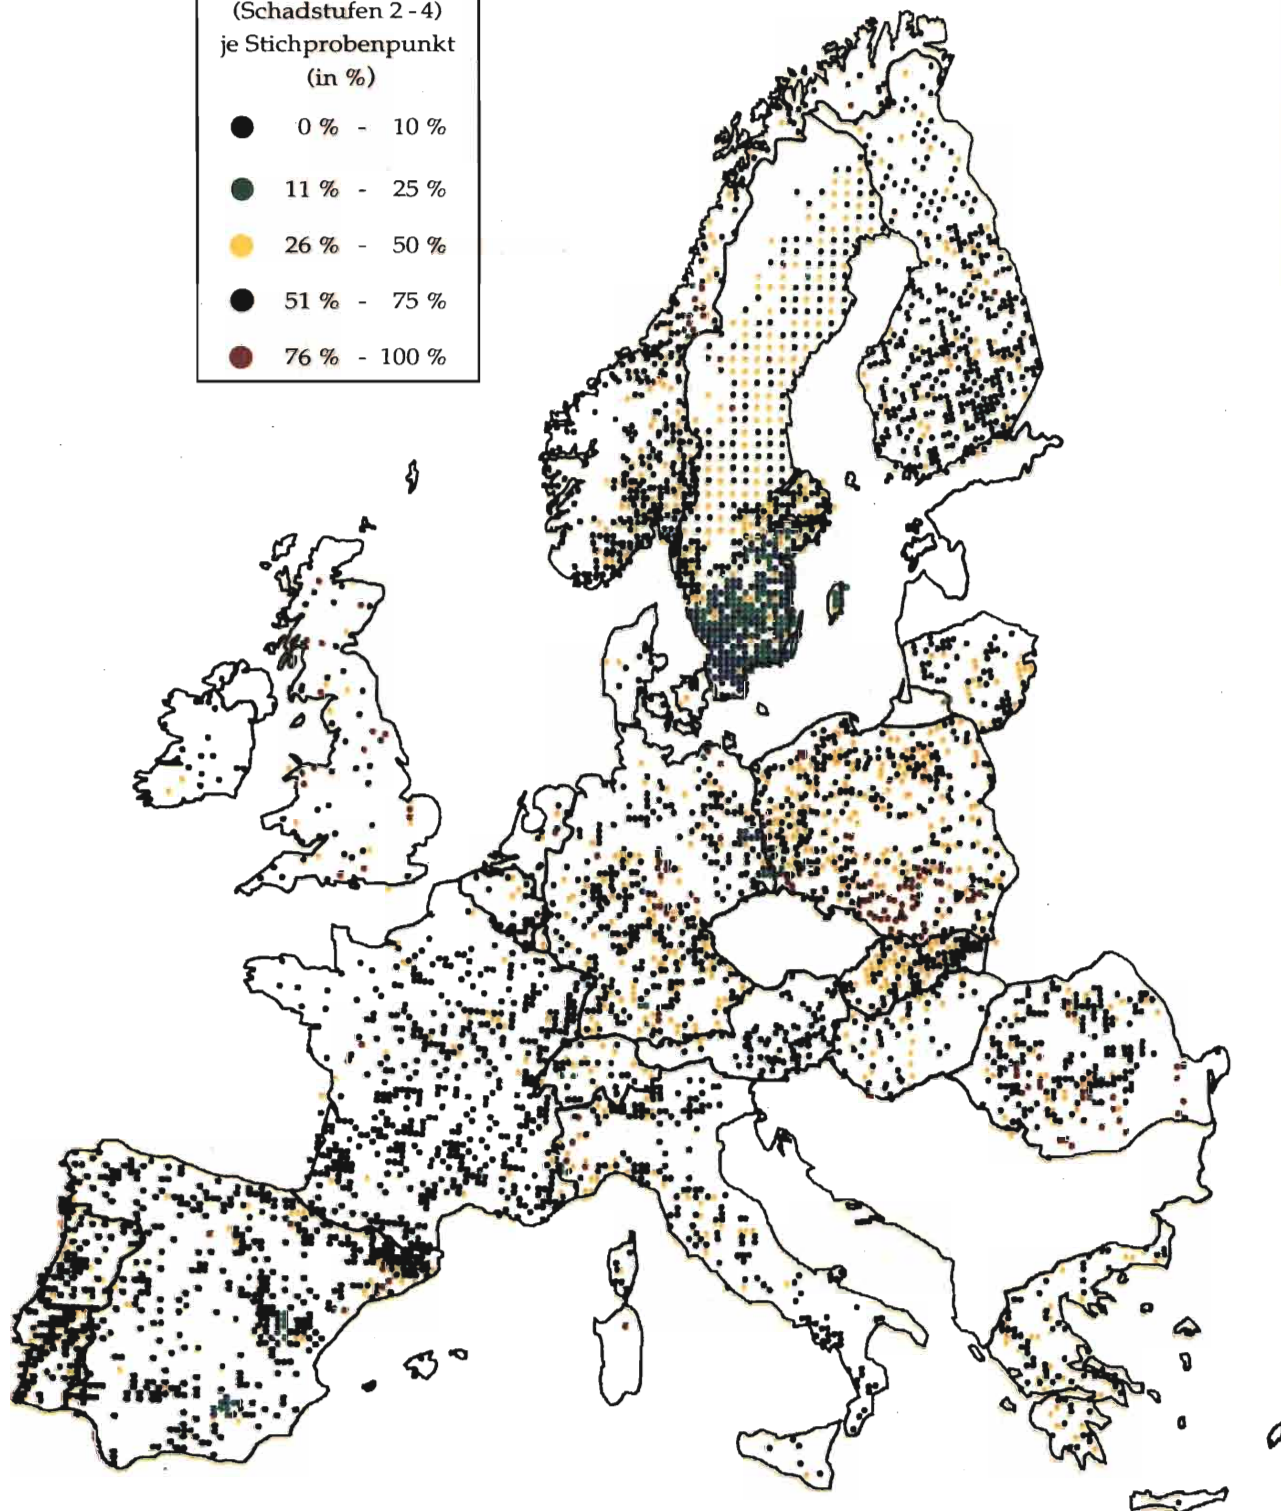 (Schadstufen 2 - 4)
je Stichprobenpunkt
(in %)
0 % - 10 %
11 % - 25 %
26 % - 50 %
51 % - 75 %
76 % - 100 %